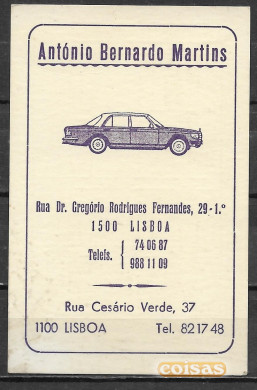 António Bernardo Martins
Rua Dr. Gregório Rodrigues Fernandes, 29-1.º
1500 LISBOA
Telefs. { 74 06 87
988 11 09
Rua Cesário Verde, 37
1100 LISBOA Tel. 82 17 48
coisas